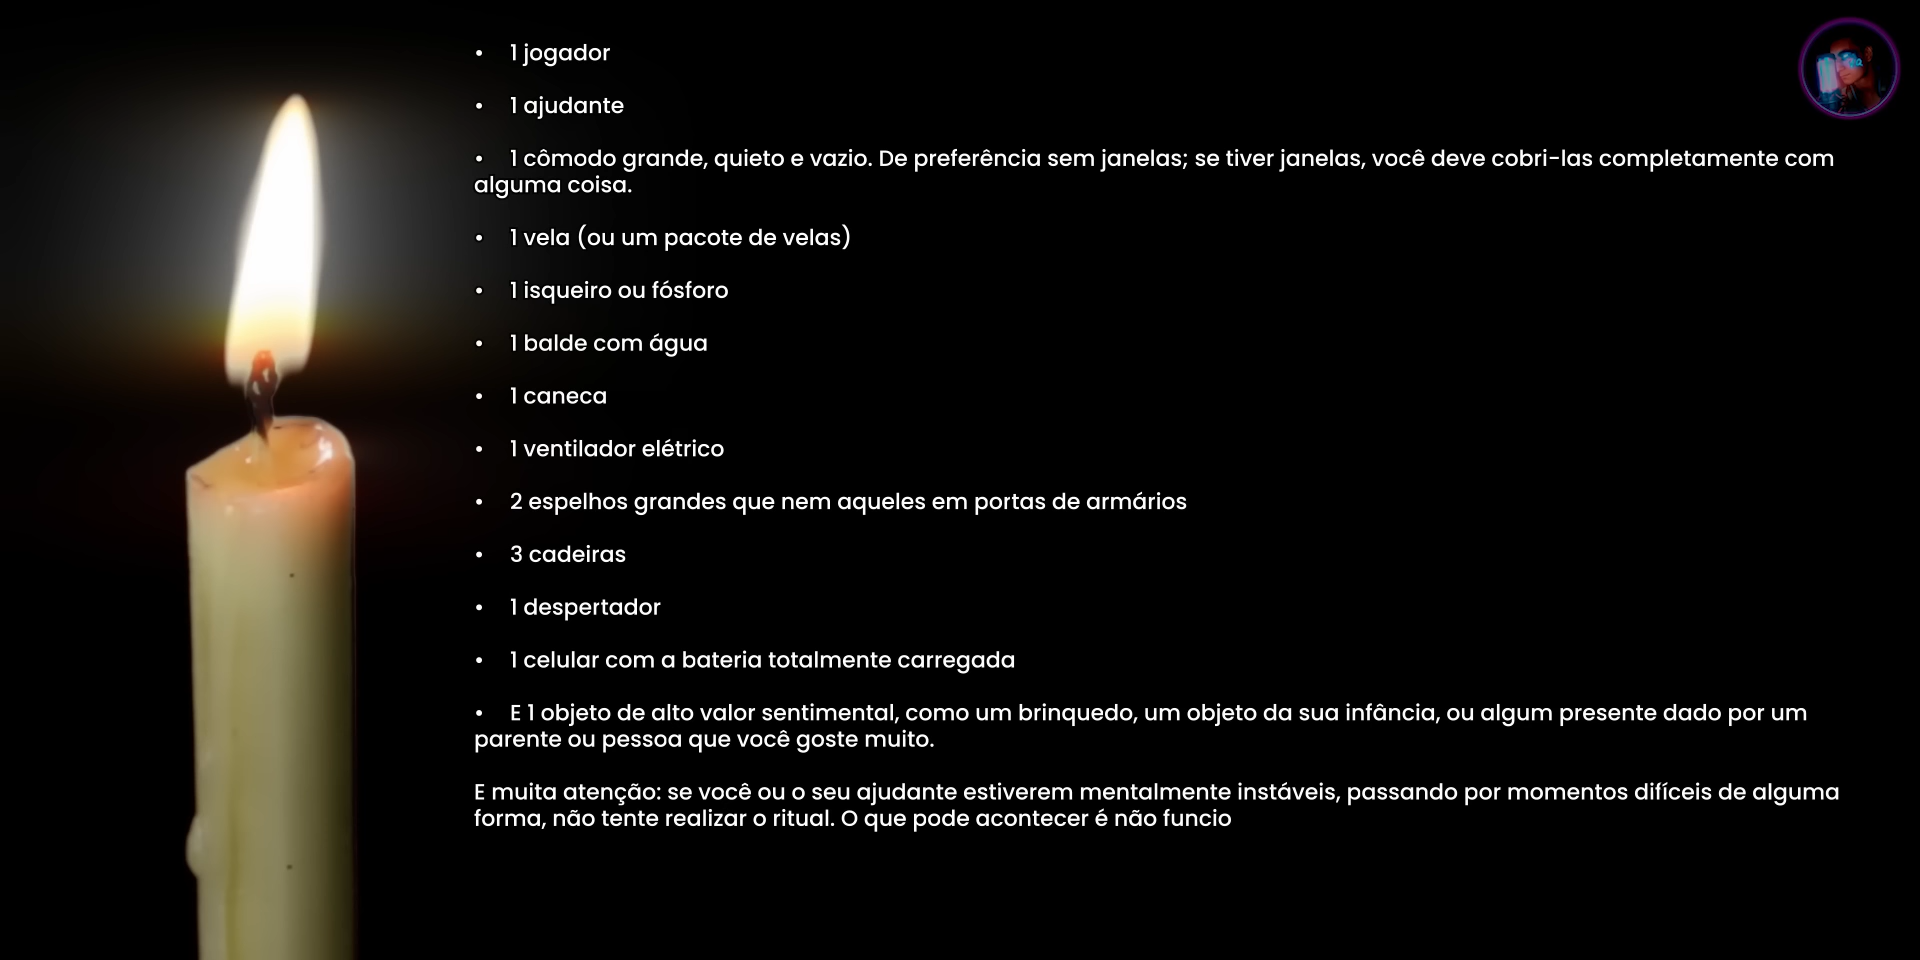 • 1 jogador
• 1 ajudante
• 1 cômodo grande, quieto e vazio. De preferência sem janelas; se tiver janelas, você deve cobri-las completamente com
alguma coisa.
• 1 vela (ou um pacote de velas)
• 1 isqueiro ou fósforo
• 1 balde com água
• 1 caneca
• 1 ventilador elétrico
• 2 espelhos grandes que nem aqueles em portas de armários
• 3 cadeiras
• 1 despertador
• 1 celular com a bateria totalmente carregada
• E 1 objeto de alto valor sentimental, como um brinquedo, um objeto da sua infância, ou algum presente dado por um
parente ou pessoa que você goste muito.
E muita atenção: se você ou o seu ajudante estiverem mentalmente instáveis, passando por momentos difíceis de alguma
forma, não tente realizar o ritual. O que pode acontecer é não funcio